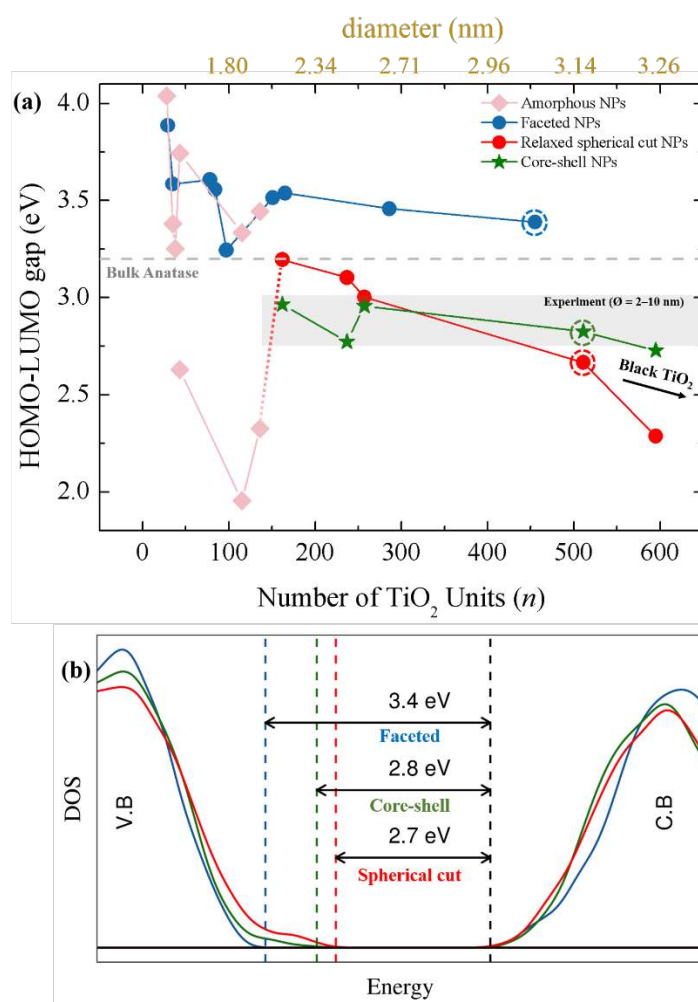 diameter (nm)
1.80 2.34 2.71 2.96 3.14 3.26
(a)
Amorphous NPs
Faceted NPs
Relaxed spherical cut NPs
Core-shell NPs
4.0
3.5
3.0
2.5
2.0
HOMO-LUMO gap (eV)
Bulk Anatase
Experiment (Ø = 2–10 nm)
Black TiO₂
0 100 200 300 400 500 600
Number of TiO₂ Units (n)
(b)
3.4 eV
Faceted
2.8 eV
Core-shell
2.7 eV
Spherical cut
V.B
C.B
DOS
Energy